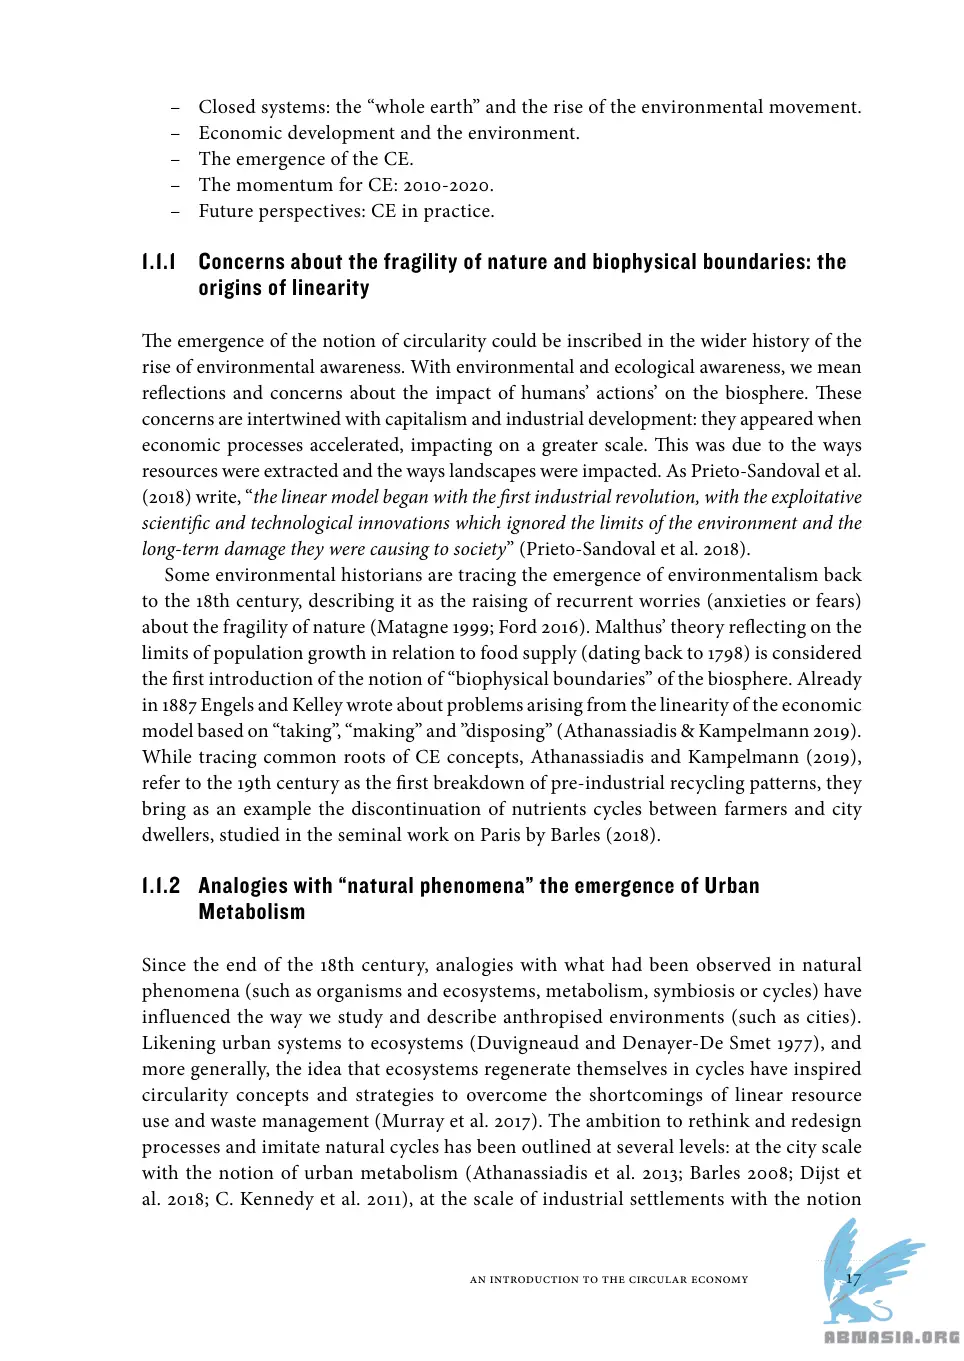 – Closed systems: the “whole earth” and the rise of the environmental movement.
– Economic development and the environment.
– The emergence of the CE.
– The momentum for CE: 2010-2020.
– Future perspectives: CE in practice.
1.1.1 Concerns about the fragility of nature and biophysical boundaries: the
origins of linearity
The emergence of the notion of circularity could be inscribed in the wider history of the
rise of environmental awareness. With environmental and ecological awareness, we mean
reflections and concerns about the impact of humans’ actions’ on the biosphere. These
concerns are intertwined with capitalism and industrial development: they appeared when
economic processes accelerated, impacting on a greater scale. This was due to the ways
resources were extracted and the ways landscapes were impacted. As Prieto-Sandoval et al.
(2018) write, “the linear model began with the first industrial revolution, with the exploitative
scientific and technological innovations which ignored the limits of the environment and the
long-term damage they were causing to society” (Prieto-Sandoval et al. 2018).
Some environmental historians are tracing the emergence of environmentalism back
to the 18th century, describing it as the raising of recurrent worries (anxieties or fears)
about the fragility of nature (Matagne 1999; Ford 2016). Malthus’ theory reflecting on the
limits of population growth in relation to food supply (dating back to 1798) is considered
the first introduction of the notion of “biophysical boundaries” of the biosphere. Already
in 1887 Engels and Kelley wrote about problems arising from the linearity of the economic
model based on “taking”, “making” and ”disposing” (Athanassiadis & Kampelmann 2019).
While tracing common roots of CE concepts, Athanassiadis and Kampelmann (2019),
refer to the 19th century as the first breakdown of pre-industrial recycling patterns, they
bring as an example the discontinuation of nutrients cycles between farmers and city
dwellers, studied in the seminal work on Paris by Barles (2018).
1.1.2 Analogies with “natural phenomena” the emergence of Urban
Metabolism
Since the end of the 18th century, analogies with what had been observed in natural
phenomena (such as organisms and ecosystems, metabolism, symbiosis or cycles) have
influenced the way we study and describe anthropised environments (such as cities).
Likening urban systems to ecosystems (Duvigneaud and Denayer-De Smet 1977), and
more generally, the idea that ecosystems regenerate themselves in cycles have inspired
circularity concepts and strategies to overcome the shortcomings of linear resource
use and waste management (Murray et al. 2017). The ambition to rethink and redesign
processes and imitate natural cycles has been outlined at several levels: at the city scale
with the notion of urban metabolism (Athanassiadis et al. 2013; Barles 2008; Dijst et
al. 2018; C. Kennedy et al. 2011), at the scale of industrial settlements with the notion
AN INTRODUCTION TO THE CIRCULAR ECONOMY 17
ABNASIA.ORG